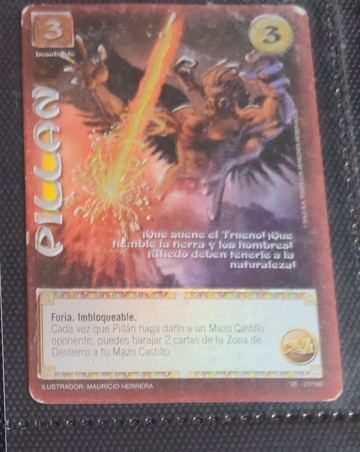 3
3
PILLAN
¡Que suene el Trueno! ¡Que
tiemble la tierra y los hombres!
¡Miedo deben tenerle a la
naturaleza!
Furia. Imbloqueable.
Cada vez que Pillán haga daño a un Mazo Castillo
oponente, puedes barajar 2 cartas de tu Zona de
Destierro a tu Mazo Castillo.
ILUSTRADOR: MAURICIO HERRERA